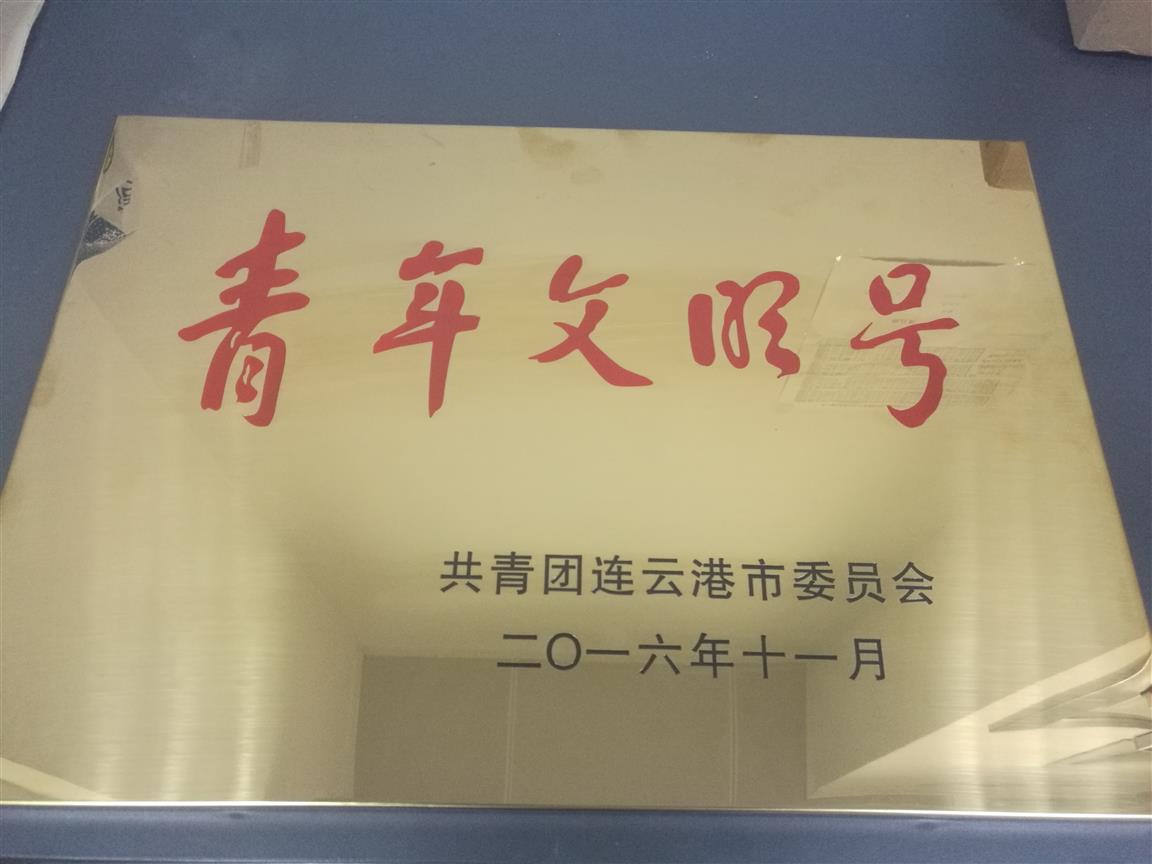 青年文明号
共青团连云港市委员会
二〇一六年十一月